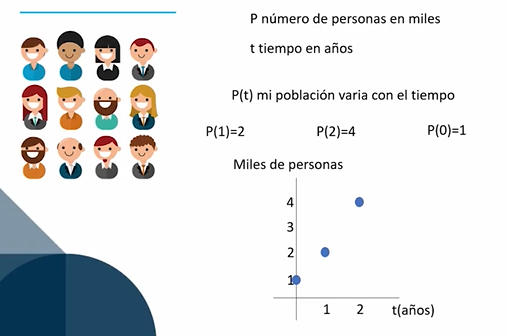 P número de personas en miles
t tiempo en años
P(t) mi población varia con el tiempo
P(1)=2 P(2)=4 P(0)=1
Miles de personas
4
3
2
1
1 2 t(años)